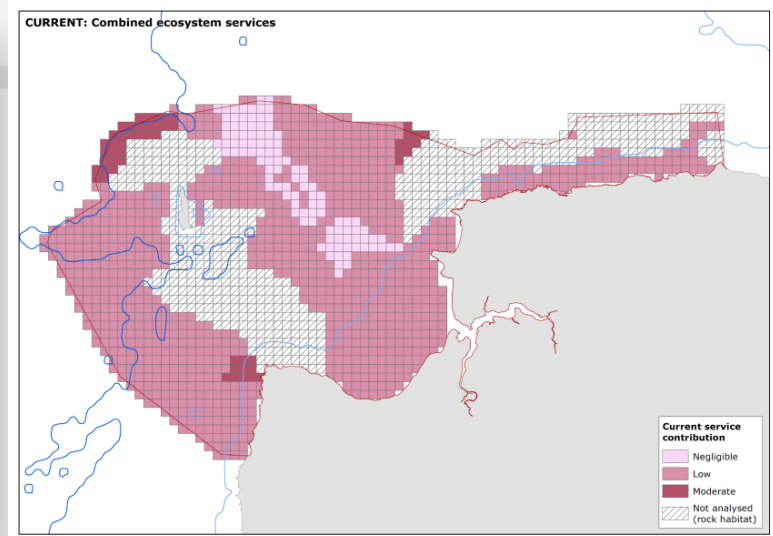 CURRENT: Combined ecosystem services
Current service
contribution
Negligible
Low
Moderate
Not analysed
(rock habitat)